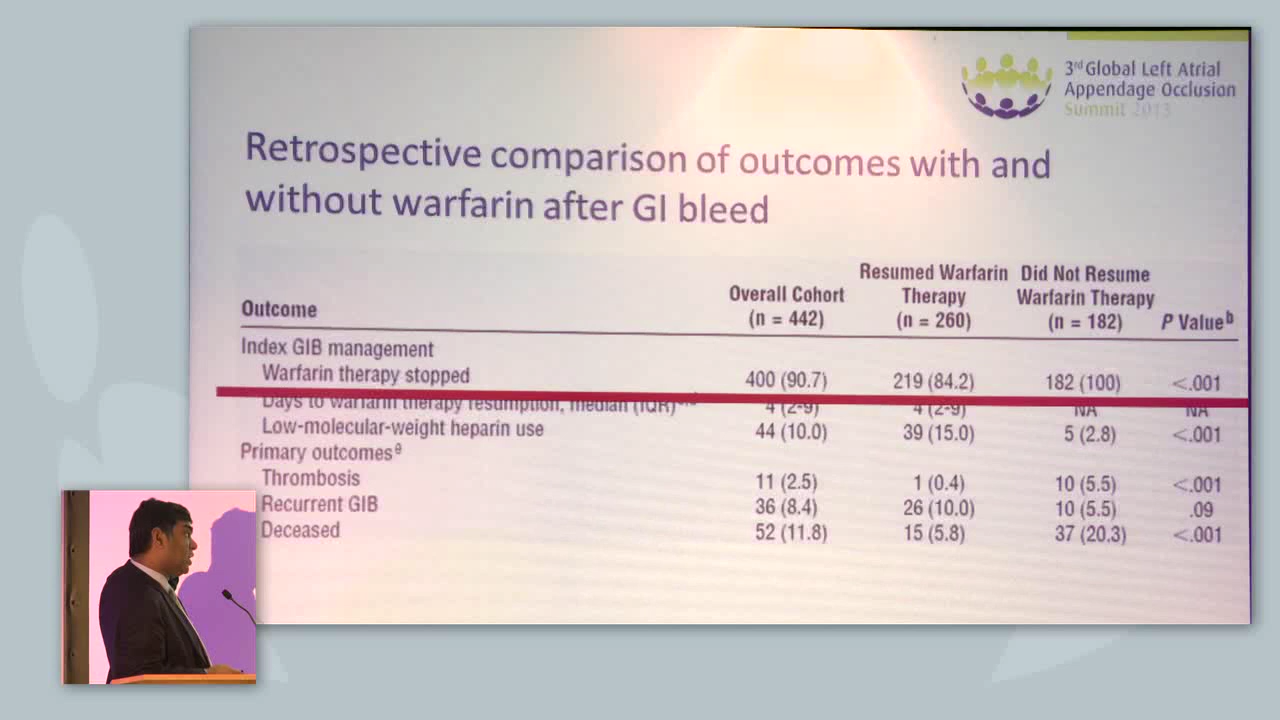 3rd Global Left Atrial
Appendage Occlusion
Summit 2015
Retrospective comparison of outcomes with and
without warfarin after GI bleed
Outcome Overall Cohort (n = 442) Resumed Warfarin Therapy (n = 260) Did Not Resume Warfarin Therapy (n = 182) P Value b
Index GIB management
Warfarin therapy stopped 400 (90.7) 219 (84.2) 182 (100) <.001
Days to warfarin therapy resumption, median (IQR) 4 (2-9) 4 (2-9) NA NA
Low-molecular-weight heparin use 44 (10.0) 39 (15.0) 5 (2.8) <.001
Primary outcomes e
Thrombosis 11 (2.5) 1 (0.4) 10 (5.5) <.001
Recurrent GIB 36 (8.4) 26 (10.0) 10 (5.5) .09
Deceased 52 (11.8) 15 (5.8) 37 (20.3) <.001